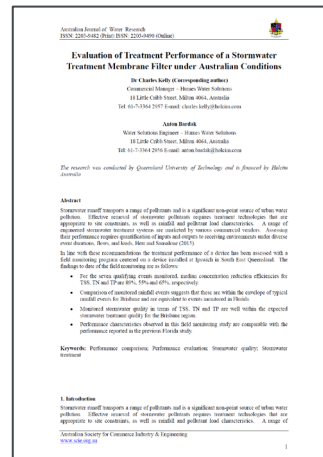 Australian Journal of Water Research
ISSN: 2205-9482 (Print) ISSN: 2203-9499 (Online)
Evaluation of Treatment Performance of a Stormwater
Treatment Membrane Filter under Australian Conditions
Dr Charles Kelly (Corresponding author)
Commercial Manager – Humes Water Solutions
18 Little Cribb Street, Milton 4064, Australia
Tel: 61-7-3364 2957 E-mail: charles.kelly@holcim.com
Anton
Water Solutions Engineer – Humes Water Solutions
18 Little Cribb Street, Milton 4064, Australia
Tel: 61-7-3364 2956 E-mail:
The research was conducted by Queensland University of Technology and is financed by Holcim
Australia
Abstract
Stormwater runoff transports a range of pollutants and is a significant non-point source of urban water
pollution. Effective removal of stormwater pollutants requires treatment technologies that are
appropriate to site constraints, as well as rainfall and pollutant load characteristics. A range of
engineered stormwater treatment systems are marketed by various commercial vendors. Assessing
their performance requires quantification of inputs and outputs to receiving environments under diverse
event durations, flows, and loads. (2013).
In line with these recommendations the treatment performance of a device has been assessed with a
field monitoring program centered on a device installed at Ipswich in South East Queensland. The
findings to date of the field monitoring are as follows:
• For the seven qualifying events monitored, median concentration reduction efficiencies for
TSS, TN and TP are 89%, 55% and 65%, respectively.
• Comparison of monitored rainfall events suggests that these are within the envelope of typical
rainfall events for Brisbane and are equivalent to events monitored in Florida
• Monitored stormwater quality in terms of TSS, TN and TP are well within the expected
stormwater treatment quality for the Brisbane region.
• Performance characteristics observed in this field monitoring study are comparable with the
performance reported in the previous Florida study.
Keywords: Performance comparison; Performance evaluation; Stormwater quality; Stormwater
treatment
1. Introduction
Stormwater runoff transports a range of pollutants and is a significant non-point source of urban water
pollution. Effective removal of stormwater pollutants requires treatment technologies that are
appropriate to site constraints, as well as rainfall and pollutant load characteristics. A range of
Australian Society for Commerce Industry & Engineering
www.scie.org.au
1